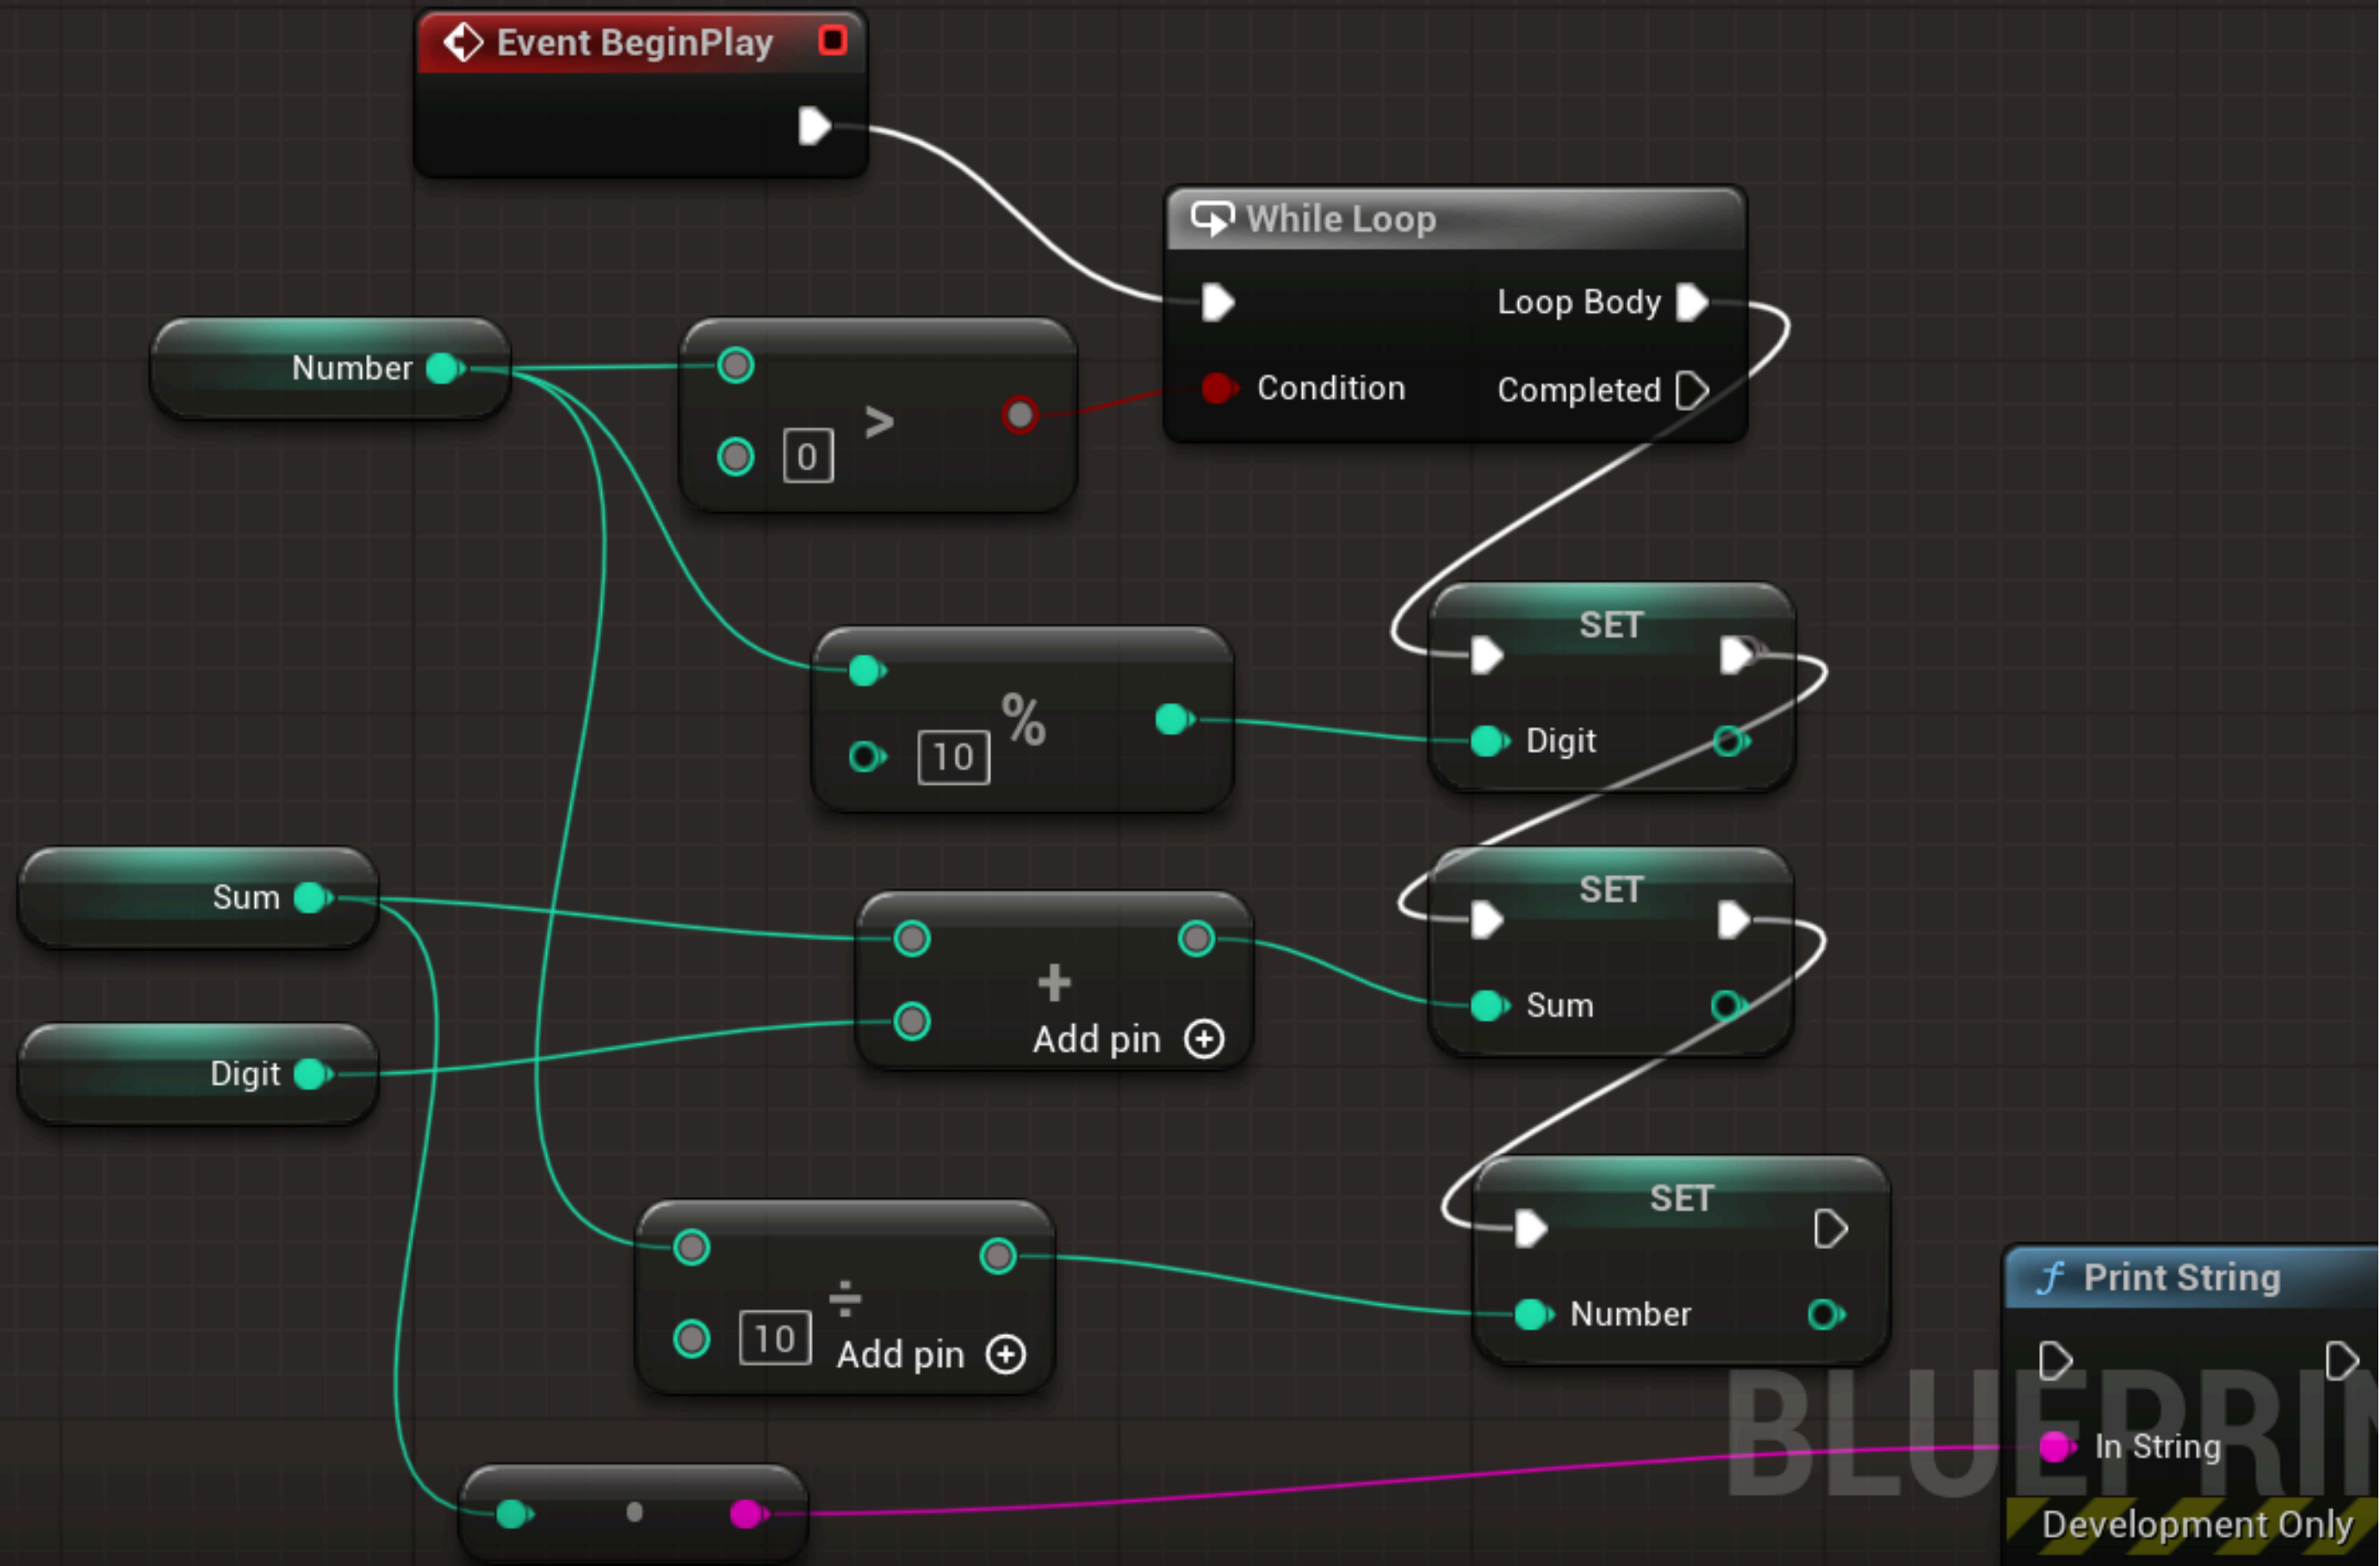 Event BeginPlay
While Loop
Loop Body
Number
Condition
Completed
>
0
SET
%
10
Digit
Sum
SET
+
Sum
Add pin
Digit
SET
÷
Print String
10
Add pin
Number
BLUEPRIN
In String
Development Only